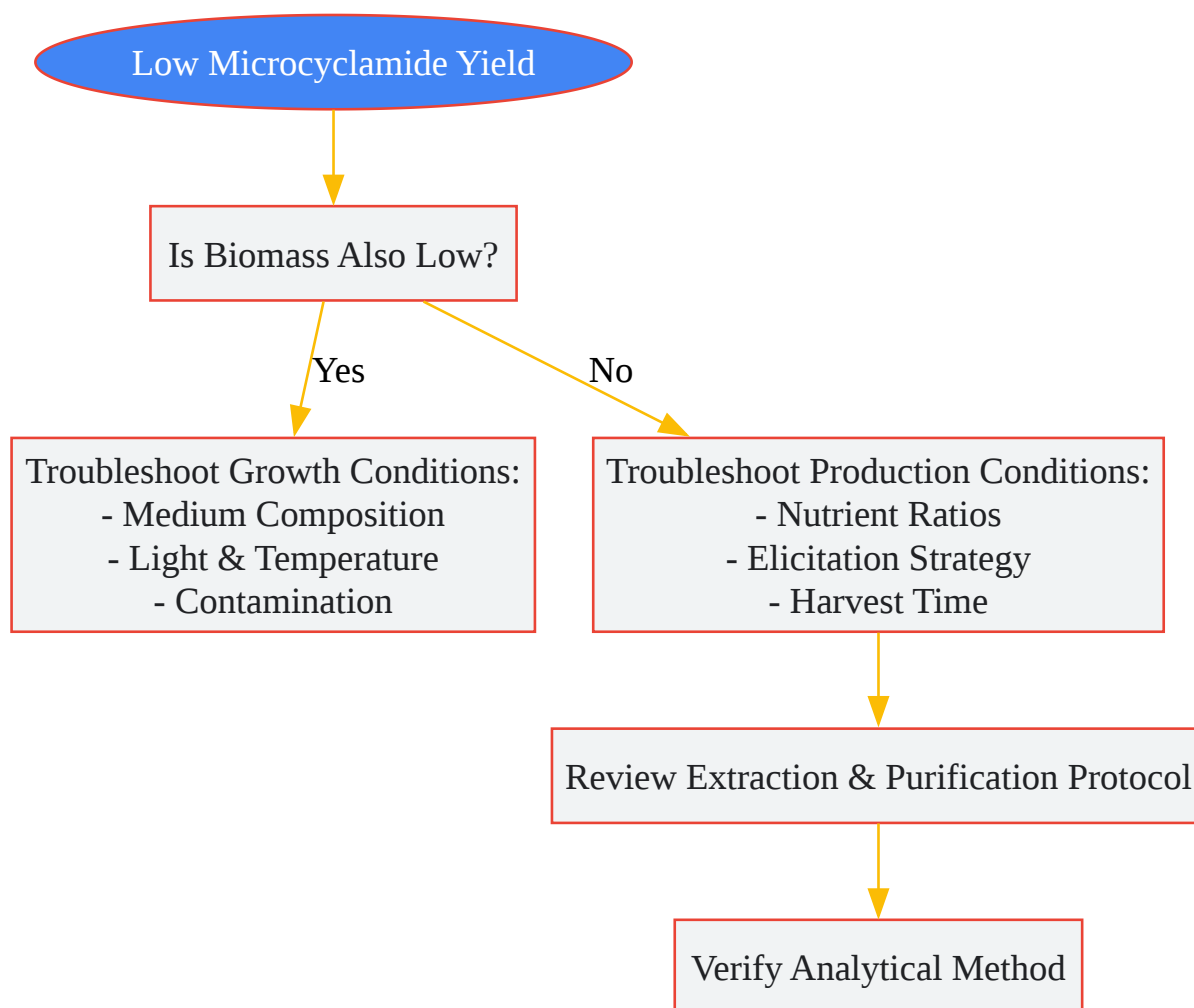 Low Microcyclamide Yield
Is Biomass Also Low?
Yes
No
Troubleshoot Growth Conditions:
- Medium Composition
- Light & Temperature
- Contamination
Troubleshoot Production Conditions:
- Nutrient Ratios
- Elicitation Strategy
- Harvest Time
Review Extraction & Purification Protocol
Verify Analytical Method